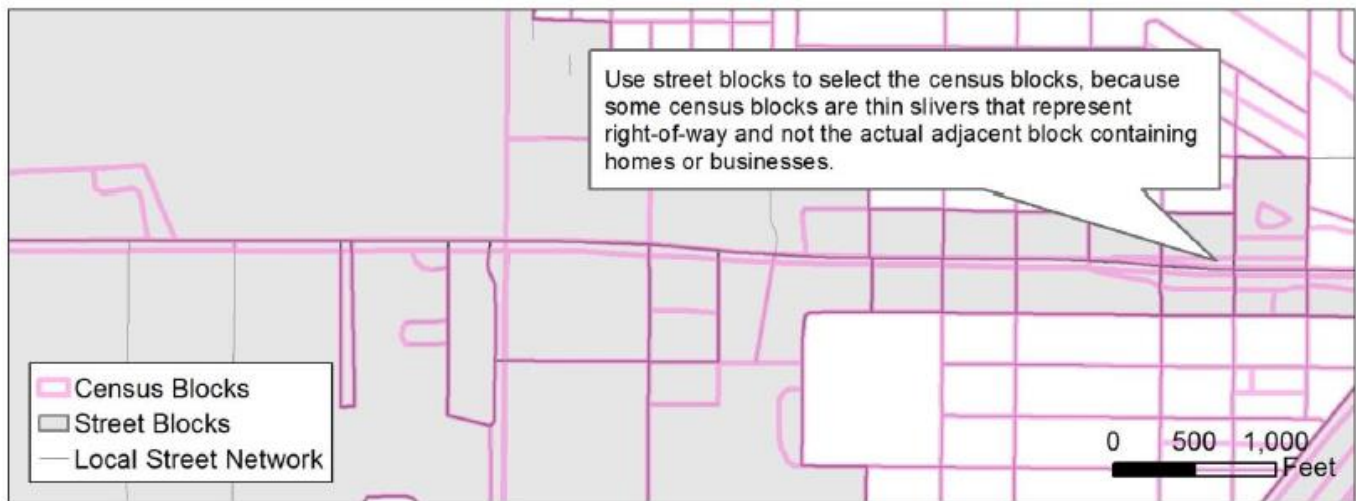 Use street blocks to select the census blocks, because
some census blocks are thin slivers that represent
right-of-way and not the actual adjacent block containing
homes or businesses.
Census Blocks
Street Blocks
Local Street Network
0 500 1,000
Feet